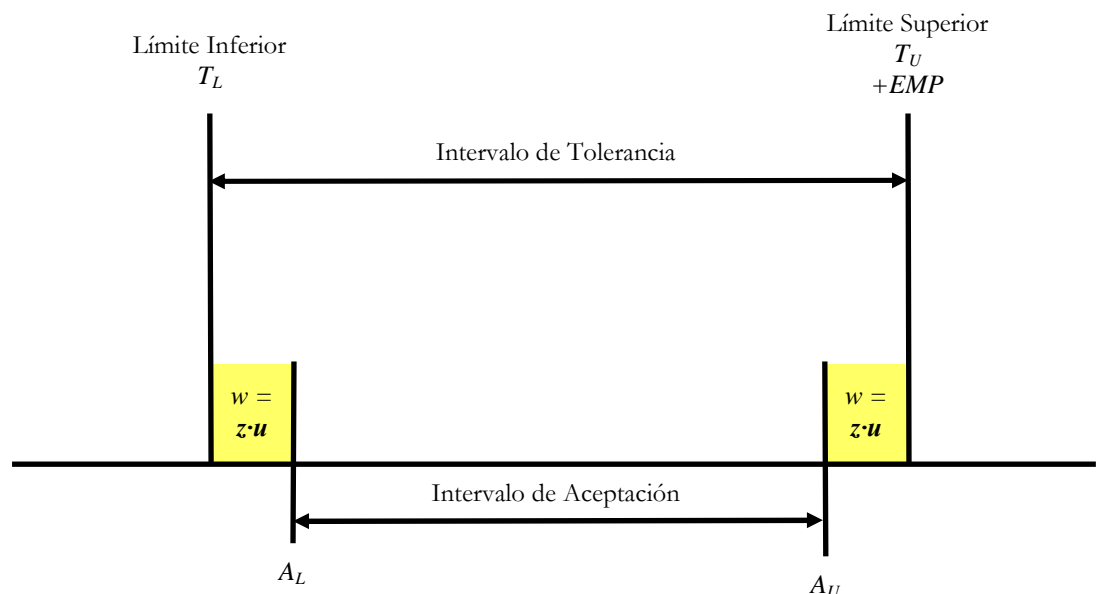 Límite Inferior
T_L
Límite Superior
T_U
+EMP
Intervalo de Tolerancia
w =
z·u
w =
z·u
Intervalo de Aceptación
A_L
A_U